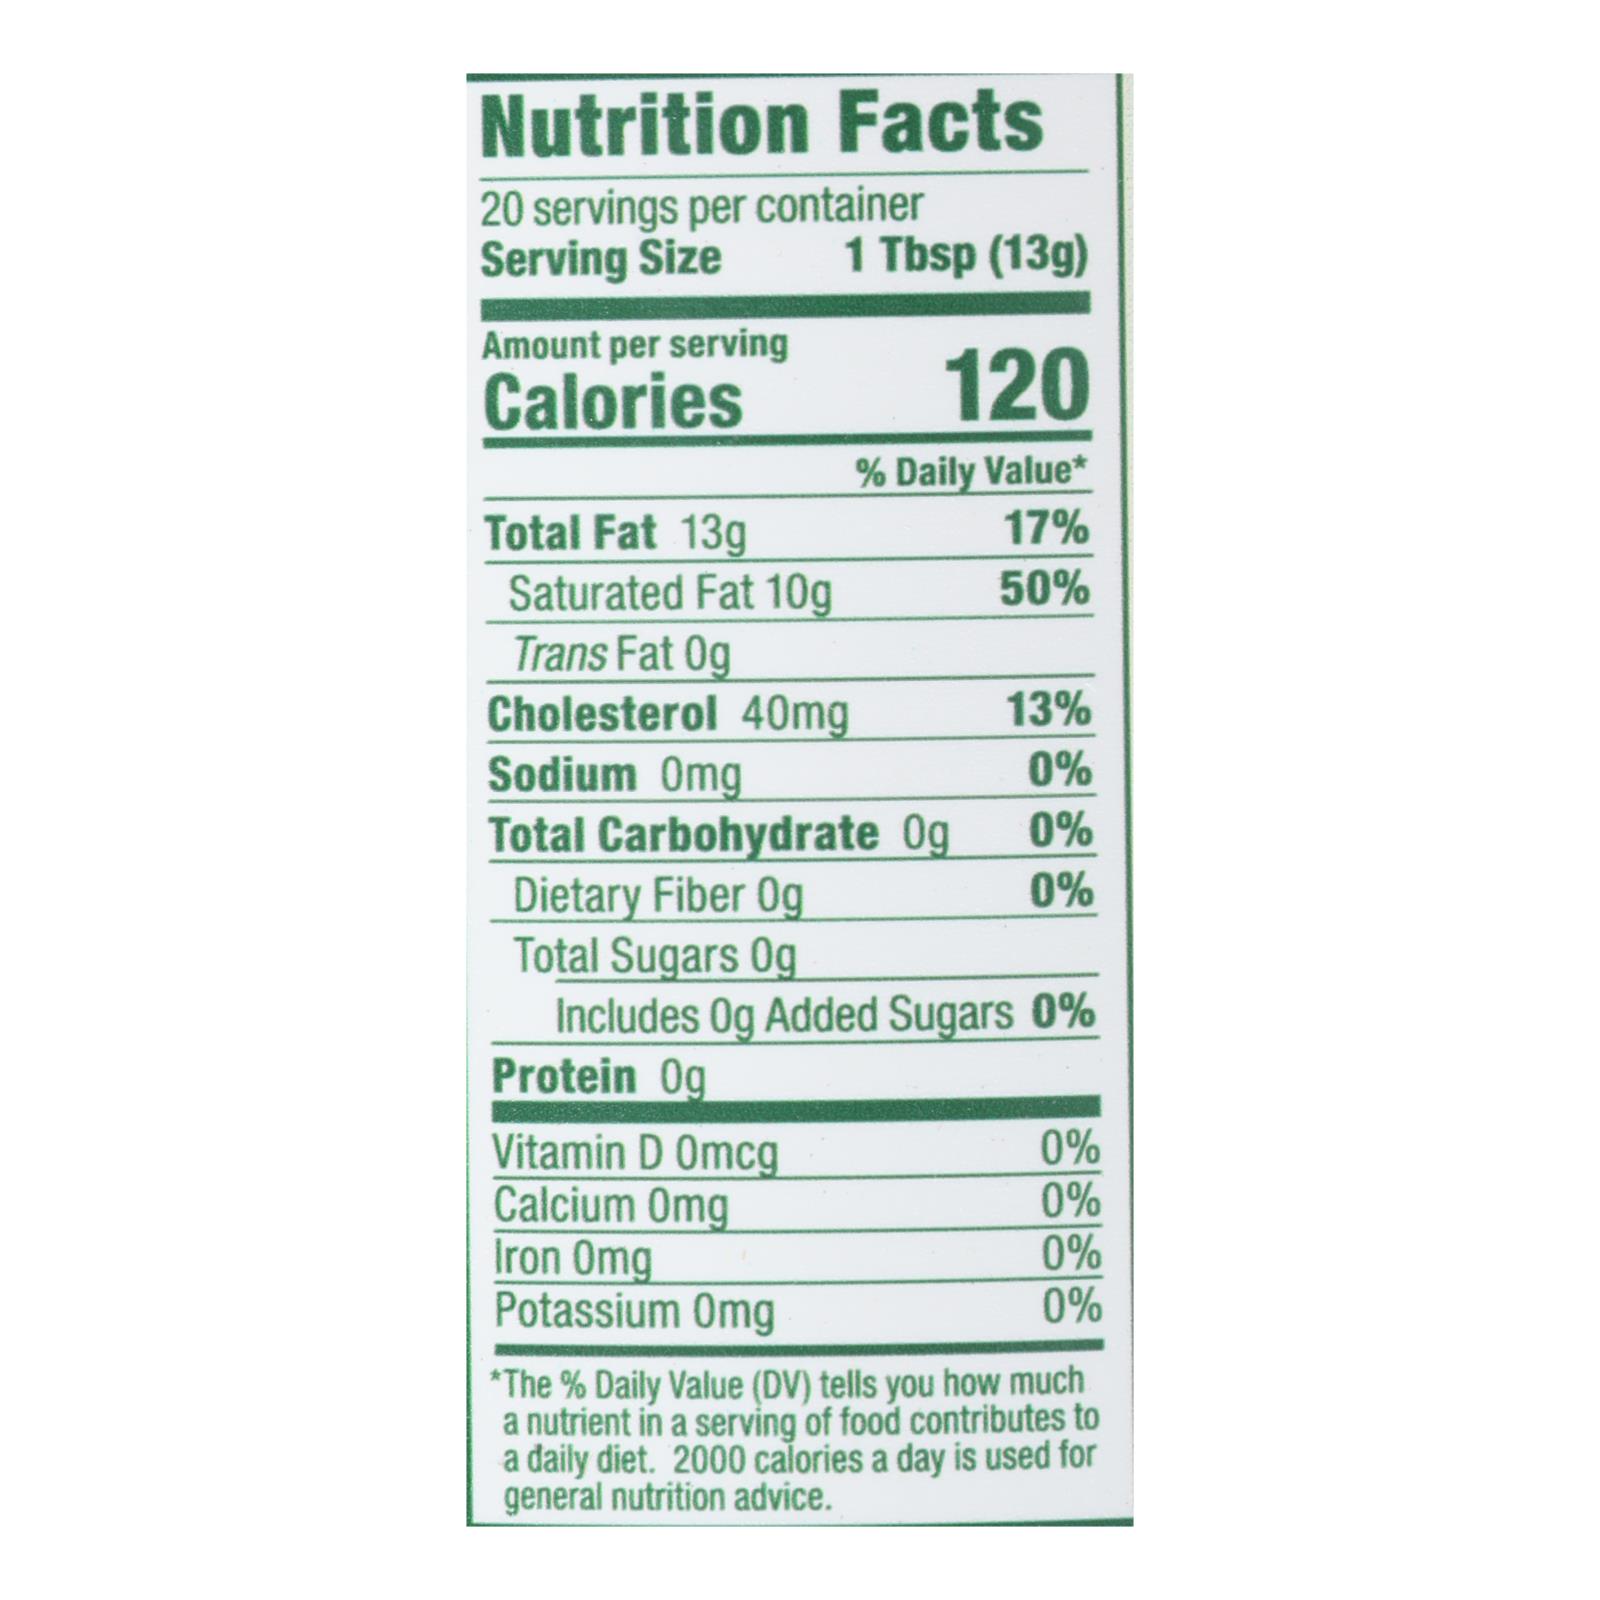 Nutrition Facts
20 servings per container
Serving Size 1 Tbsp (13g)
Amount per serving
Calories 120
% Daily Value*
Total Fat 13g 17%
Saturated Fat 10g 50%
Trans Fat 0g
Cholesterol 40mg 13%
Sodium 0mg 0%
Total Carbohydrate 0g 0%
Dietary Fiber 0g 0%
Total Sugars 0g
Includes 0g Added Sugars 0%
Protein 0g
Vitamin D 0mcg 0%
Calcium 0mg 0%
Iron 0mg 0%
Potassium 0mg 0%
*The % Daily Value (DV) tells you how much
a nutrient in a serving of food contributes to
a daily diet. 2000 calories a day is used for
general nutrition advice.